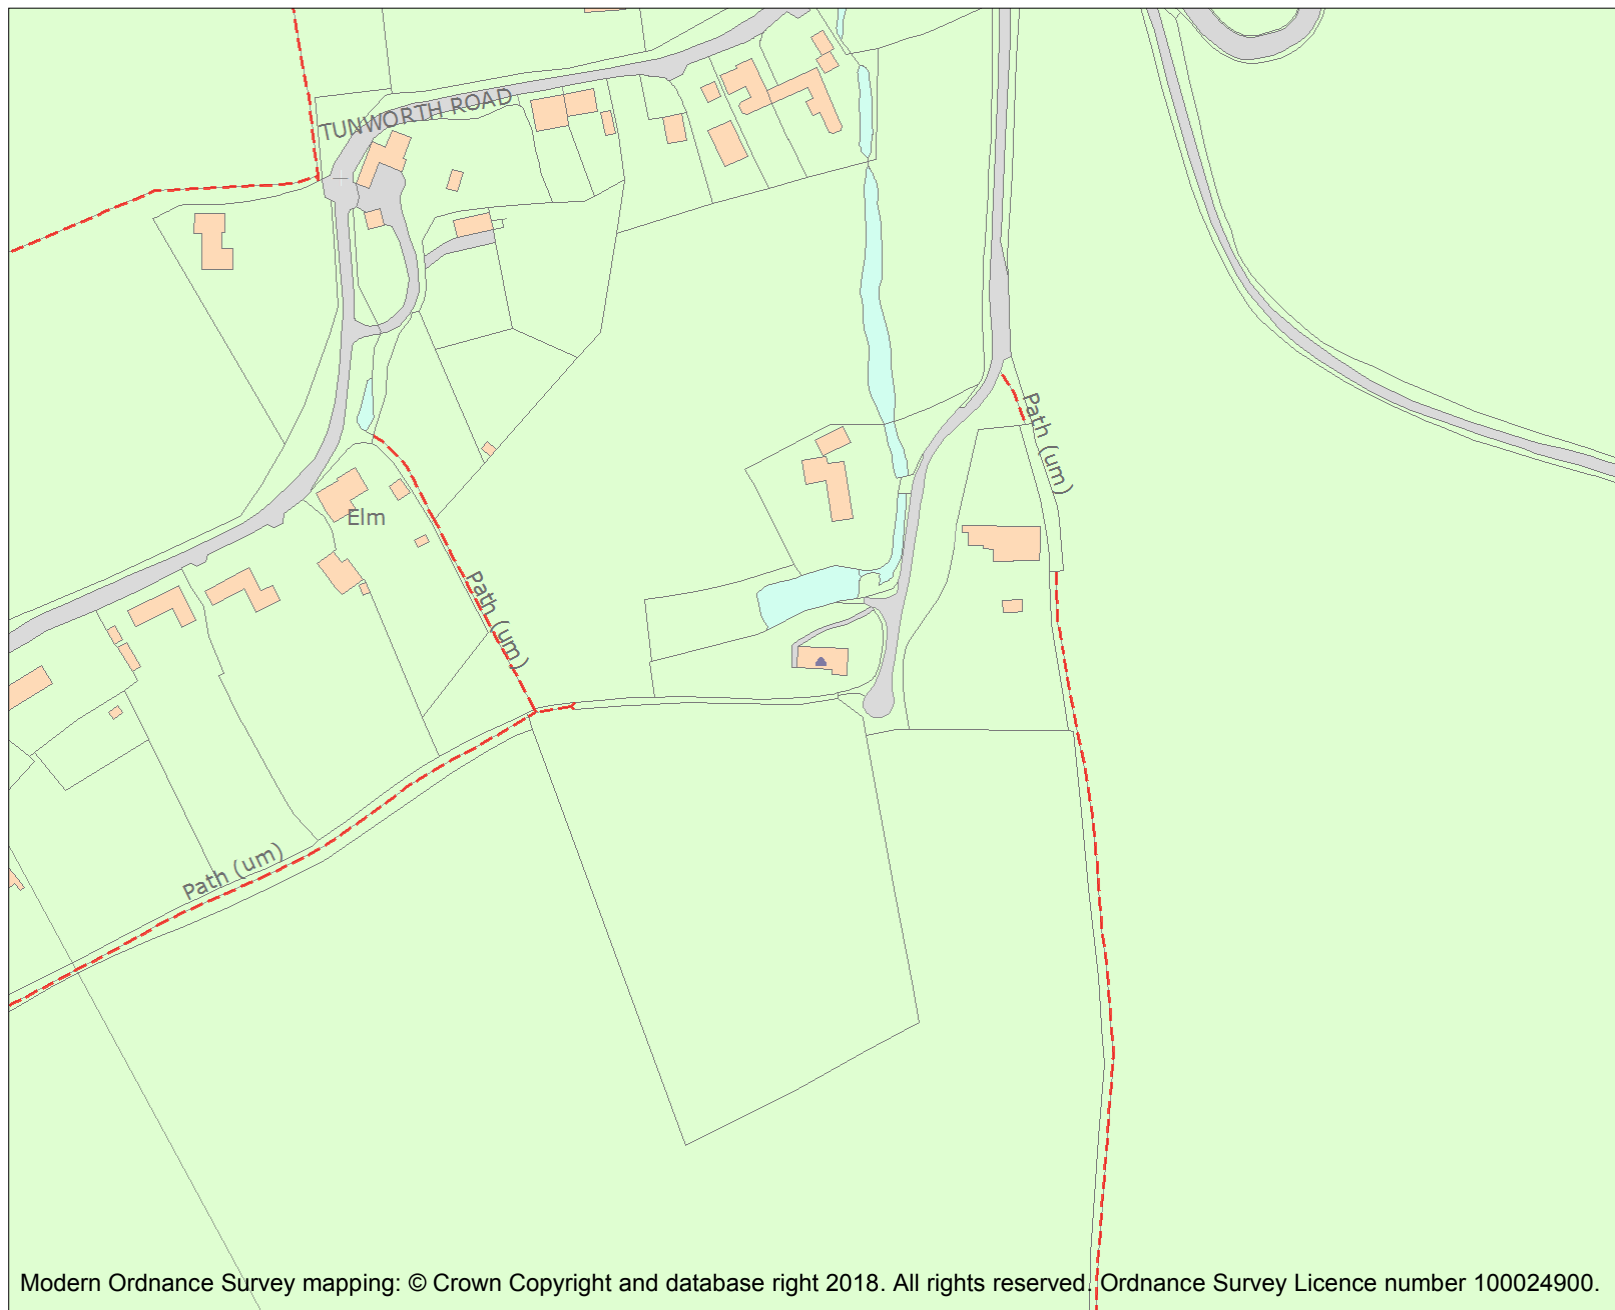 TUNWORTH ROAD
Path (um)
Elm
Path (um)
Path (um)
Modern Ordnance Survey mapping: © Crown Copyright and database right 2018. All rights reserved. Ordnance Survey Licence number 100024900.